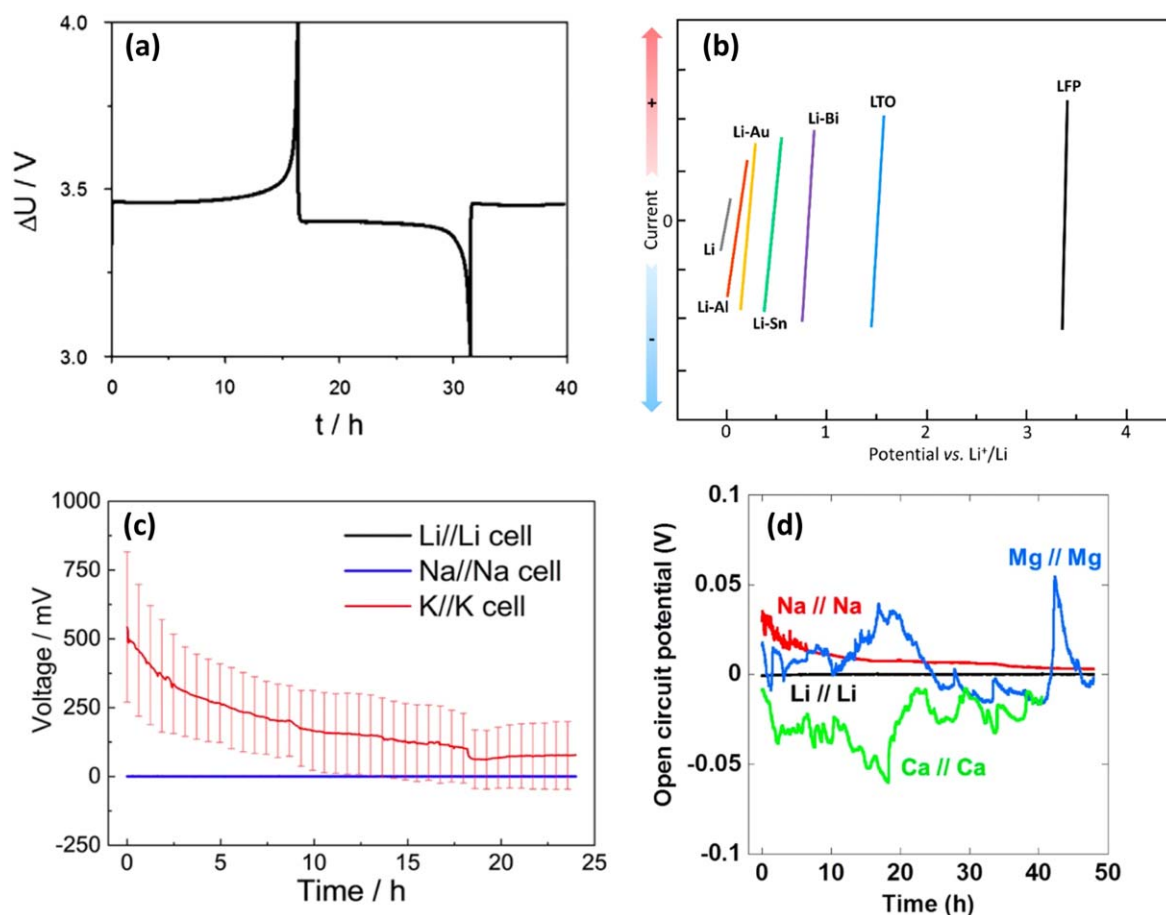 (a)
4.0
3.5
3.0
ΔU / V
0 10 20 30 40
t / h
(b)
+
Current
-
0
Li
Li-Al
Li-Au
Li-Sn
Li-Bi
LTO
LFP
0 1 2 3 4
Potential vs. Li⁺/Li
(c)
1000
750
500
250
0
-250
Voltage / mV
Li//Li cell
Na//Na cell
K//K cell
0 5 10 15 20 25
Time / h
(d)
0.1
0.05
0
-0.05
-0.1
Open circuit potential (V)
Mg // Mg
Na // Na
Li // Li
Ca // Ca
0 10 20 30 40 50
Time (h)